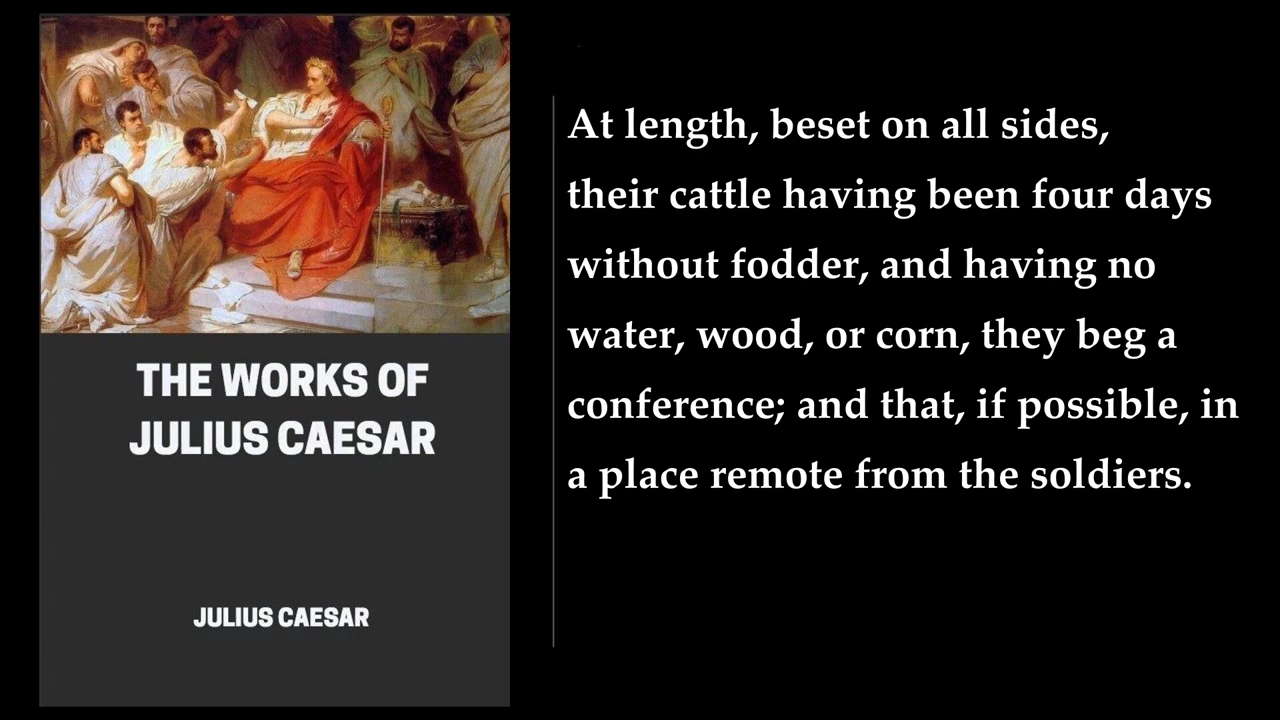 THE WORKS OF
JULIUS CAESAR
JULIUS CAESAR
At length, beset on all sides,
their cattle having been four days
without fodder, and having no
water, wood, or corn, they beg a
conference; and that, if possible, in
a place remote from the soldiers.